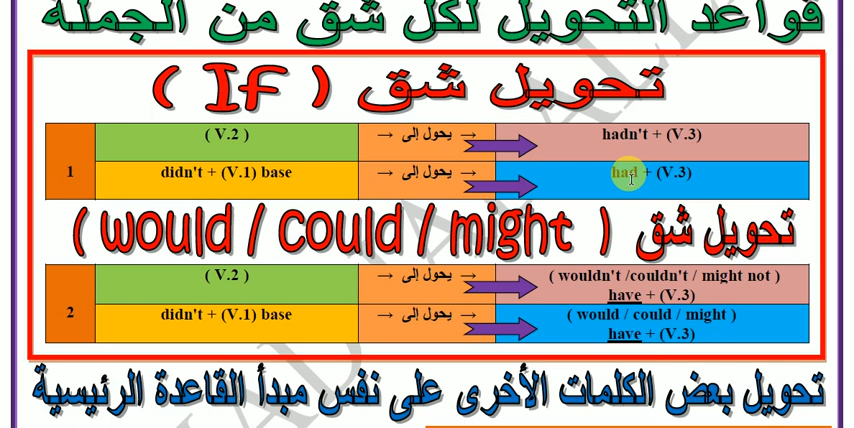 قواعد التحويل لكل شق من الجملة
تحويل شق ( If )
1
( V.2 ) → يحول إلى → hadn't + (V.3)
didn't + (V.1) base → يحول إلى → had + (V.3)
تحويل شق ( would / could / might )
2
( V.2 ) → يحول إلى → ( wouldn't /couldn't / might not )
have + (V.3)
didn't + (V.1) base → يحول إلى → ( would / could / might )
have + (V.3)
تحويل بعض الكلمات الأخرى على نفس مبدأ القاعدة الرئيسية